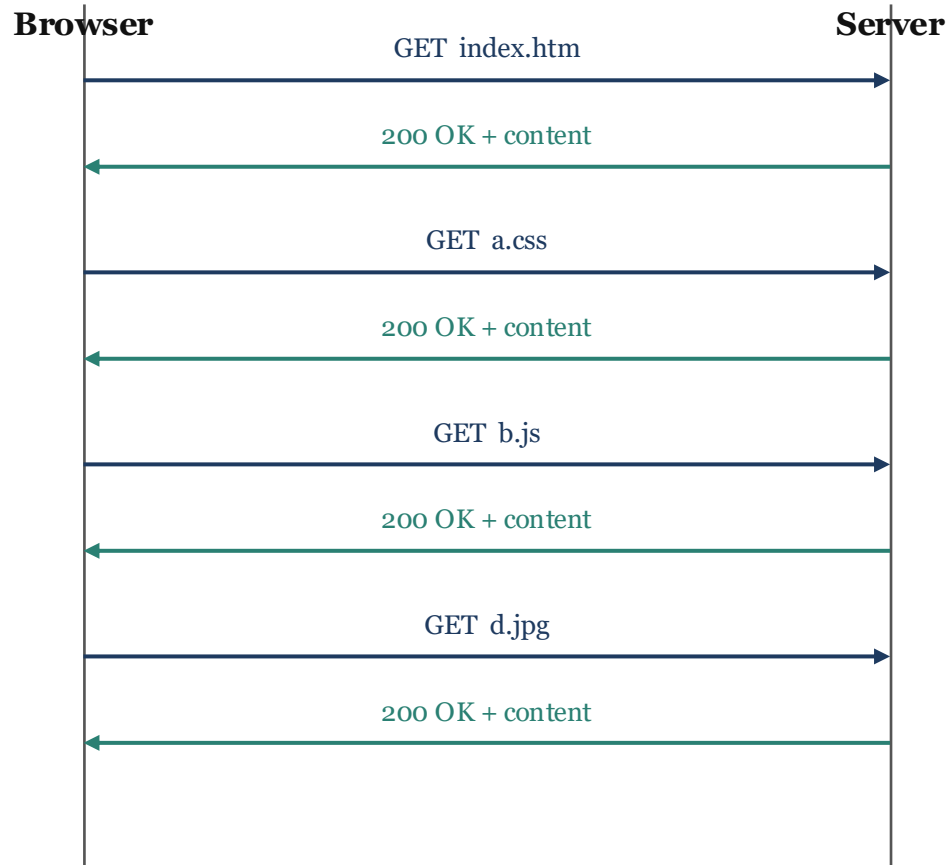 Browser Server
GET index.htm
200 OK + content
GET a.css
200 OK + content
GET b.js
200 OK + content
GET d.jpg
200 OK + content